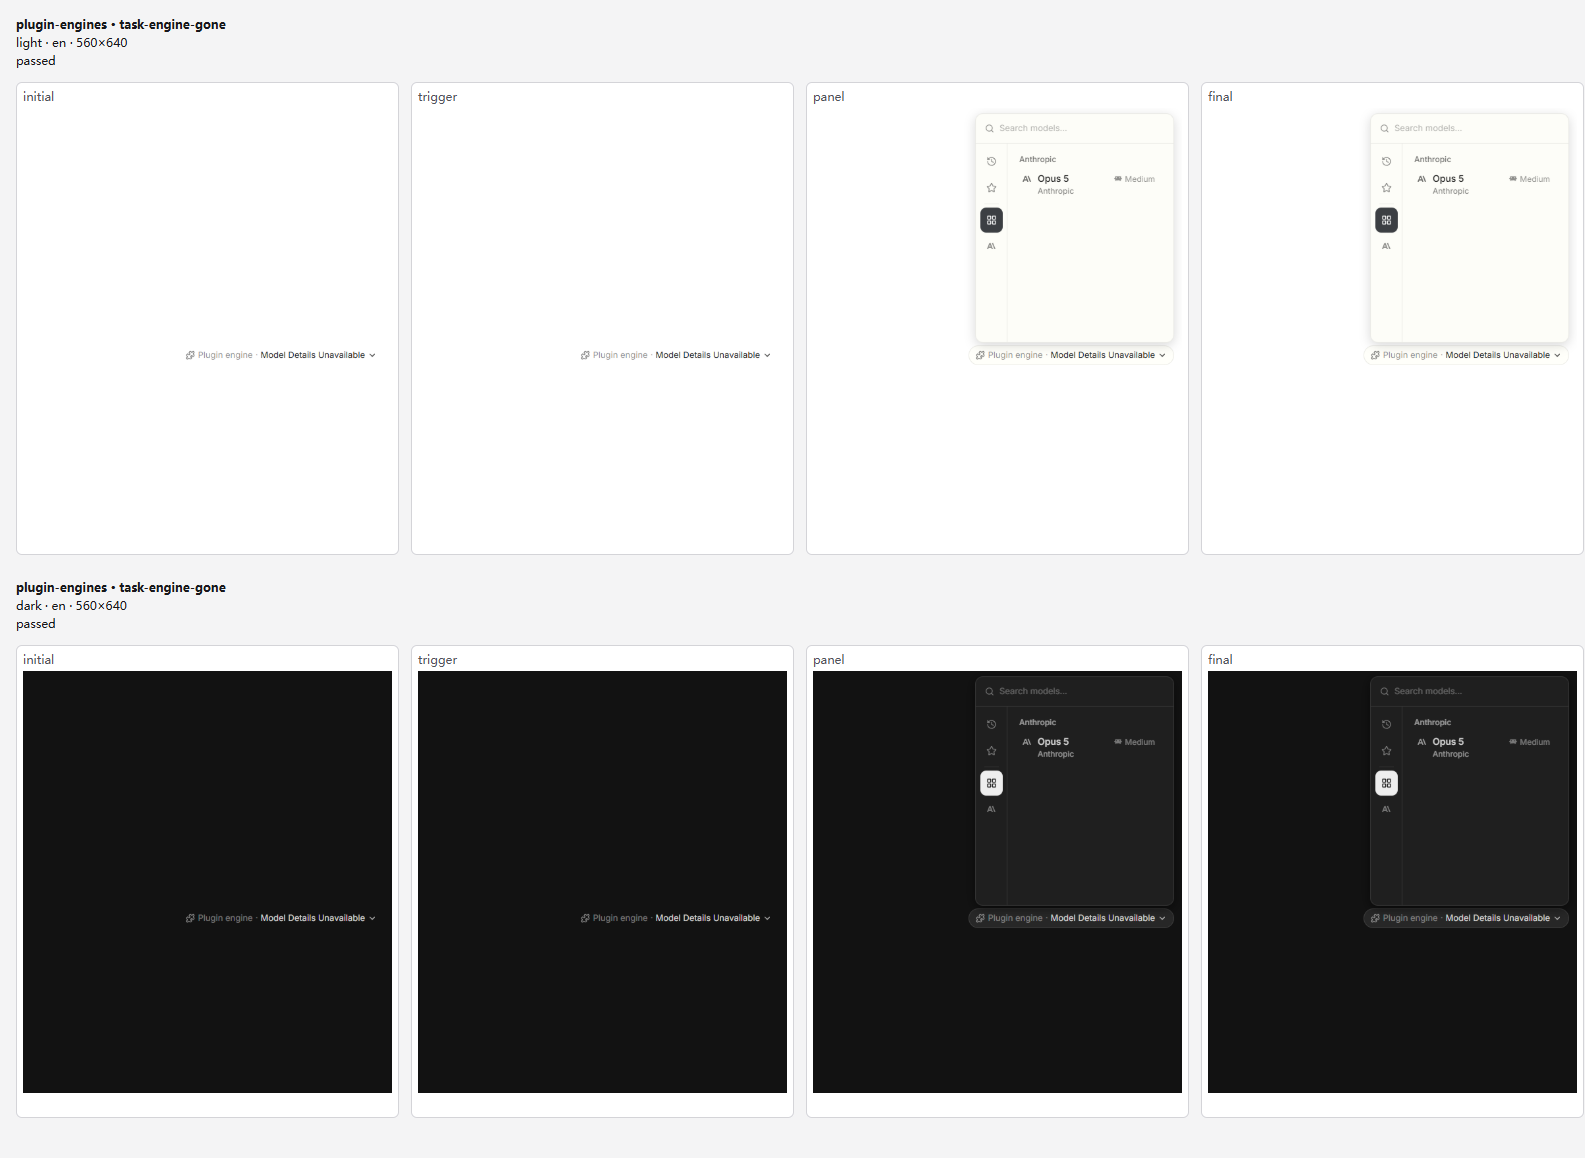 plugin-engines • task-engine-gone
light · en · 560×640
passed
initial
trigger
panel
final
Search models...
Anthropic
Opus 5
Medium
Anthropic
Search models...
Anthropic
Opus 5
Medium
Anthropic
Plugin engine · Model Details Unavailable
Plugin engine · Model Details Unavailable
Plugin engine · Model Details Unavailable
Plugin engine · Model Details Unavailable
plugin-engines • task-engine-gone
dark · en · 560×640
passed
initial
trigger
panel
final
Search models...
Anthropic
Opus 5
Medium
Anthropic
Search models...
Anthropic
Opus 5
Medium
Anthropic
Plugin engine · Model Details Unavailable
Plugin engine · Model Details Unavailable
Plugin engine · Model Details Unavailable
Plugin engine · Model Details Unavailable